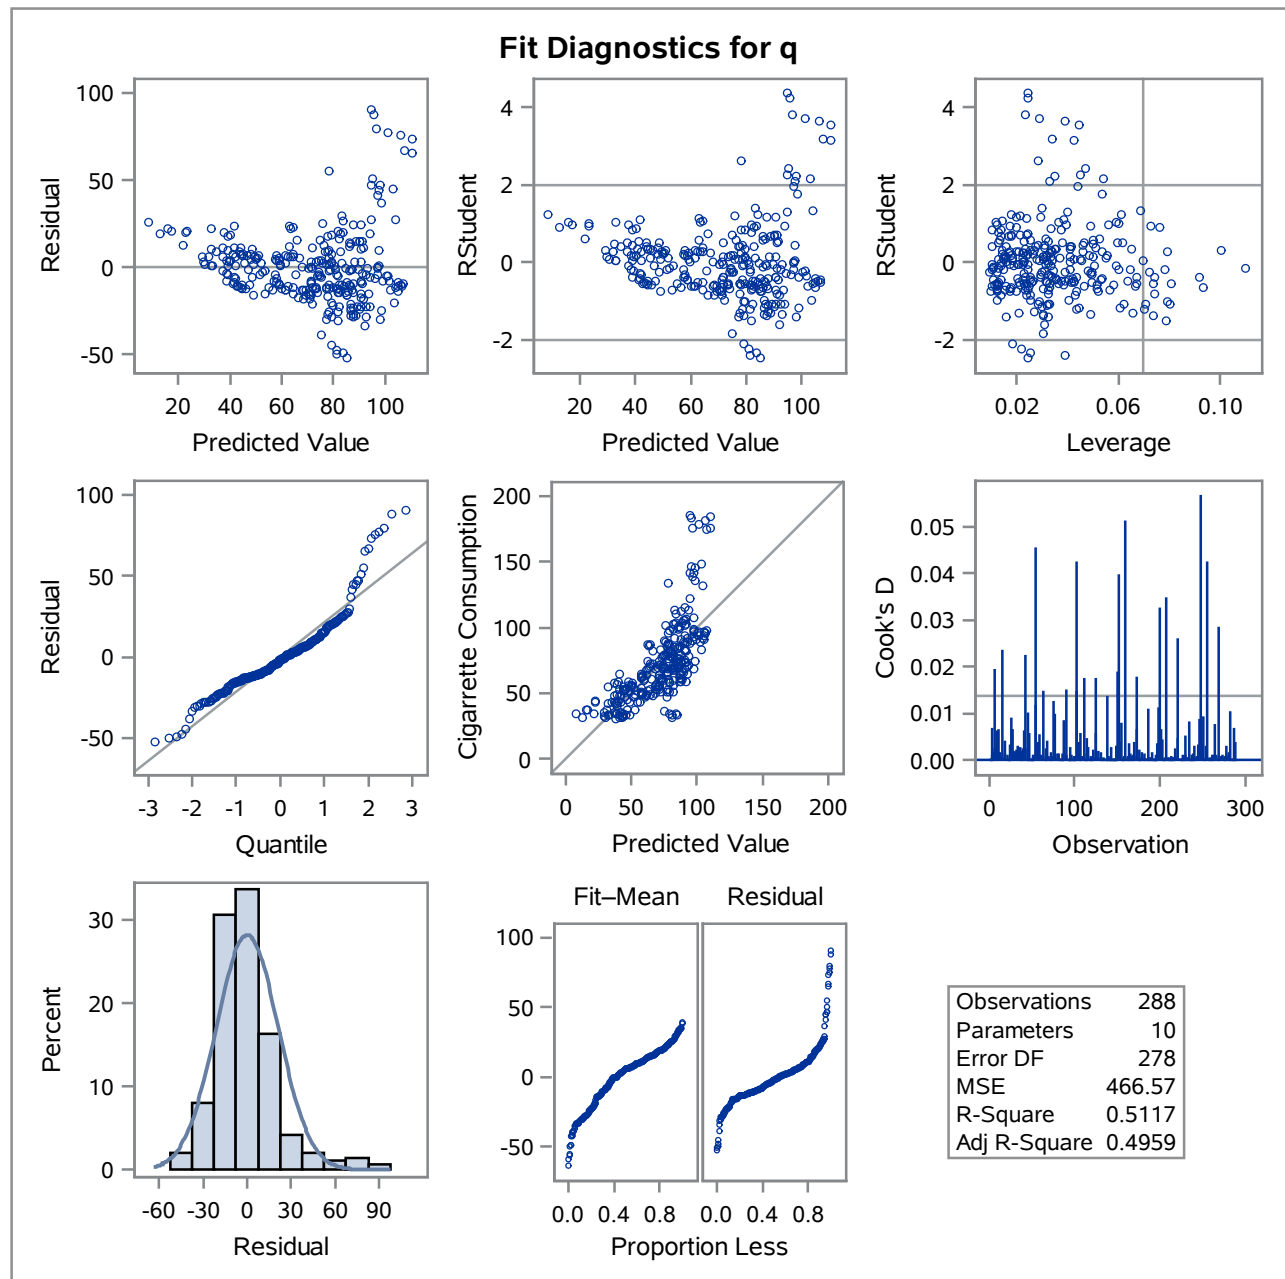 Fit Diagnostics for q
100
50
0
-50
Residual
20 40 60 80 100
Predicted Value
4
2
0
-2
RStudent
20 40 60 80 100
Predicted Value
4
2
0
-2
RStudent
0.02 0.06 0.10
Leverage
100
50
0
-50
Residual
-3 -2 -1 0 1 2 3
Quantile
200
150
100
50
0
Cigarrette Consumption
0 50 100 150 200
Predicted Value
0.05
0.04
0.03
0.02
0.01
0.00
Cook's D
0 100 200 300
Observation
30
20
10
0
Percent
-60 -30 0 30 60 90
Residual
Fit–Mean Residual
100
50
0
-50
0.0 0.4 0.8 0.0 0.4 0.8
Proportion Less
Observations 288
Parameters 10
Error DF 278
MSE 466.57
R-Square 0.5117
Adj R-Square 0.4959